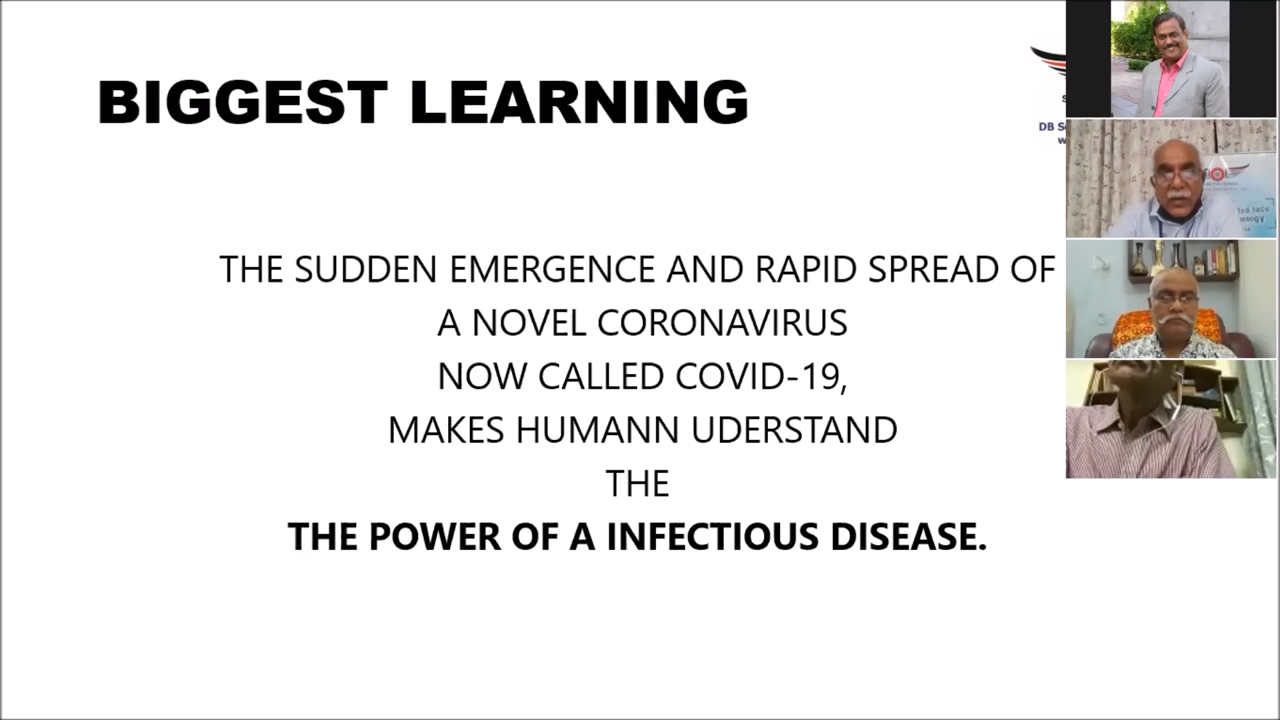 BIGGEST LEARNING
THE SUDDEN EMERGENCE AND RAPID SPREAD OF
A NOVEL CORONAVIRUS
NOW CALLED COVID-19,
MAKES HUMANN UDERSTAND
THE
THE POWER OF A INFECTIOUS DISEASE.
DB